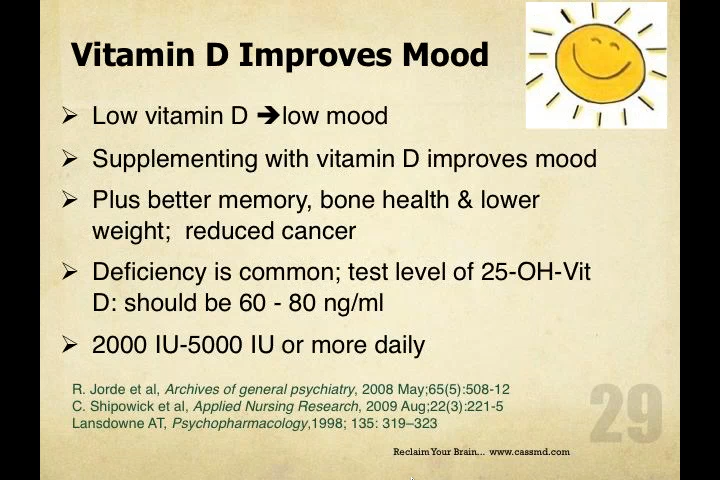 Vitamin D Improves Mood
➢ Low vitamin D ➔low mood
➢ Supplementing with vitamin D improves mood
➢ Plus better memory, bone health & lower
weight;  reduced cancer
➢ Deficiency is common; test level of 25-OH-Vit
D: should be 60 - 80 ng/ml
➢ 2000 IU-5000 IU or more daily
R. Jorde et al, Archives of general psychiatry, 2008 May;65(5):508-12
C. Shipowick et al, Applied Nursing Research, 2009 Aug;22(3):221-5
Lansdowne AT, Psychopharmacology,1998; 135: 319–323
29
Reclaim Your Brain... www.cassmd.com